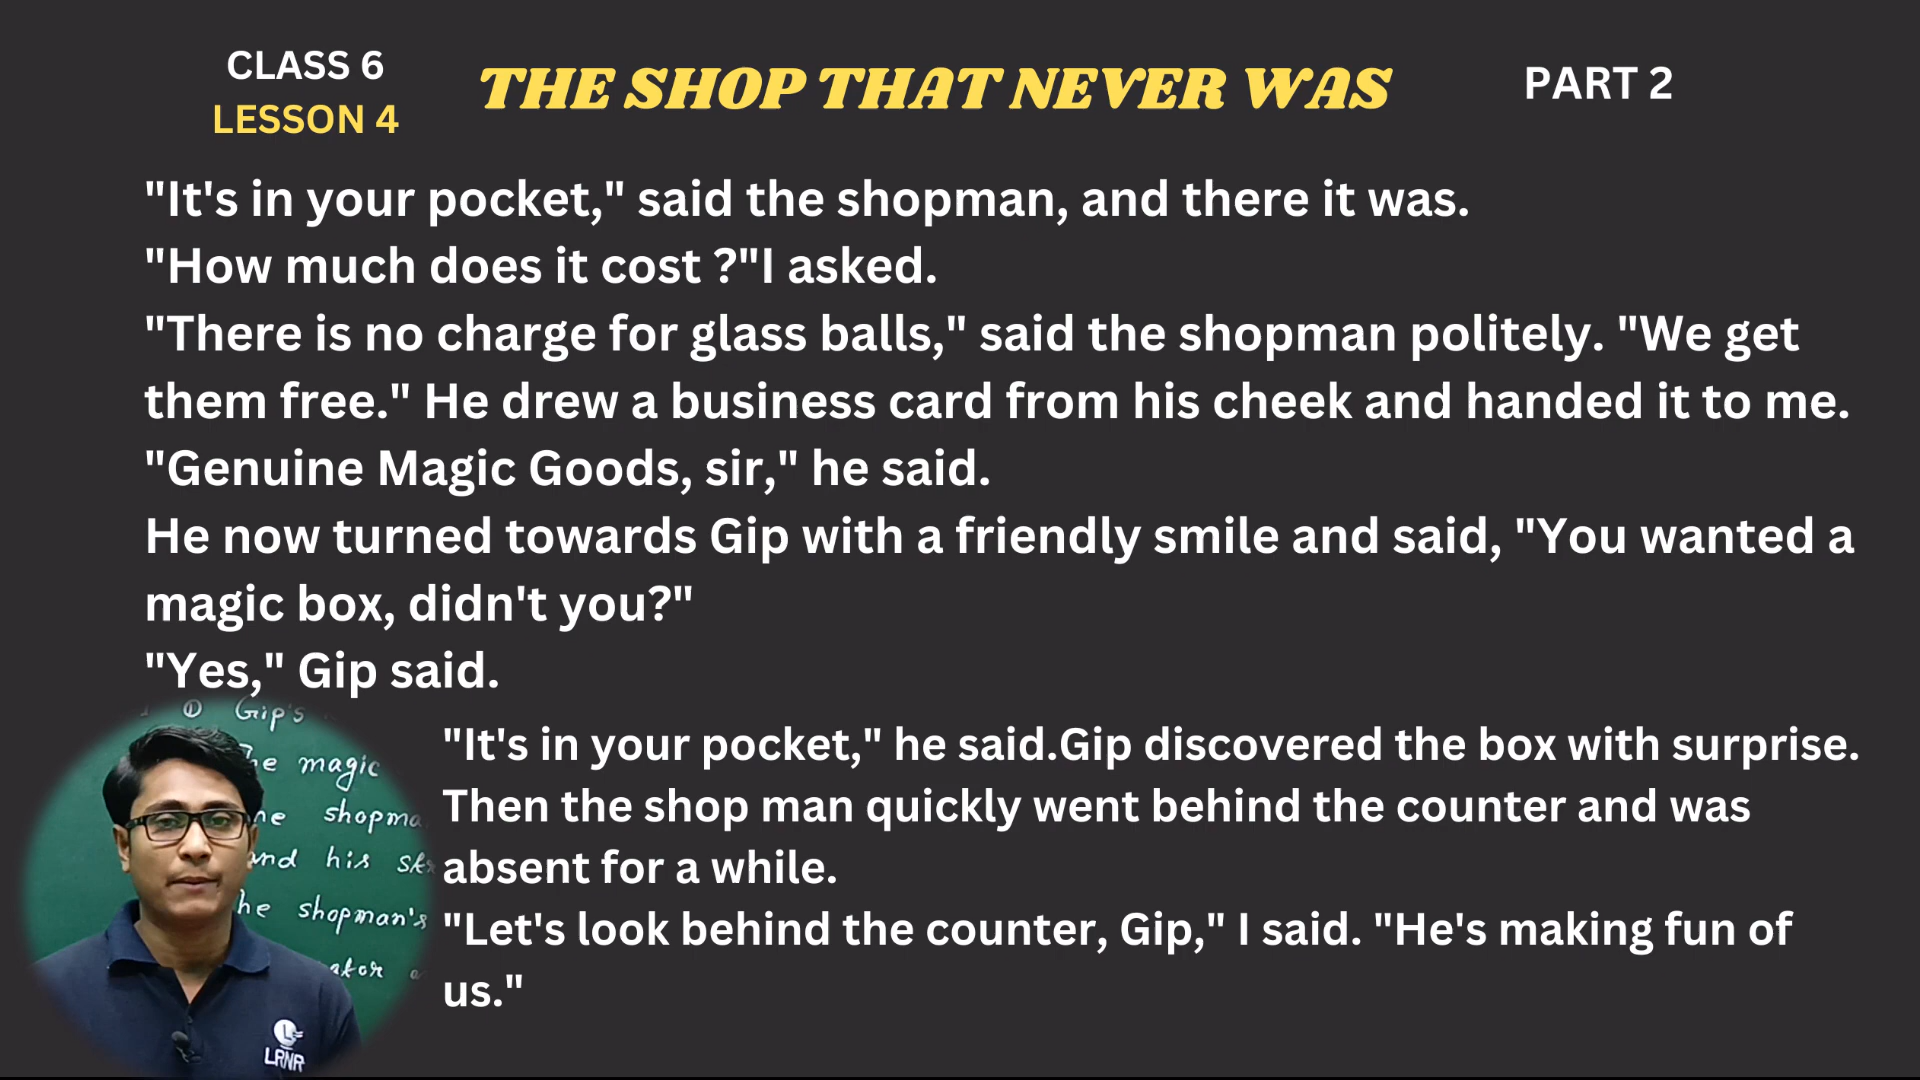 CLASS 6
LESSON 4
THE SHOP THAT NEVER WAS
PART 2
"It's in your pocket," said the shopman, and there it was.
"How much does it cost ?"I asked.
"There is no charge for glass balls," said the shopman politely. "We get
them free." He drew a business card from his cheek and handed it to me.
"Genuine Magic Goods, sir," he said.
He now turned towards Gip with a friendly smile and said, "You wanted a
magic box, didn't you?"
"Yes," Gip said.
"It's in your pocket," he said.Gip discovered the box with surprise.
Then the shop man quickly went behind the counter and was
absent for a while.
"Let's look behind the counter, Gip," I said. "He's making fun of
us."
① Gip's
magic
shopma
and his
shopman's
LRNR